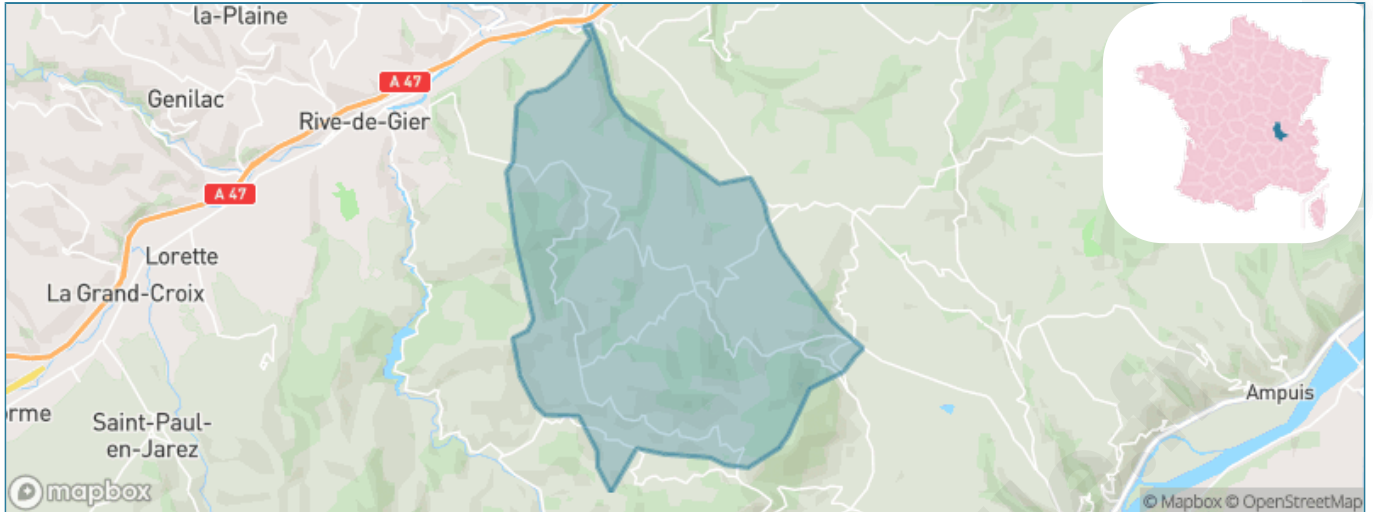 la-Plaine
A 47
Genilac
Rive-de-Gier
A 47
Lorette
La Grand-Croix
Ampuis
orme
Saint-Paul-
en-Jarez
mapbox
© Mapbox © OpenStreetMap